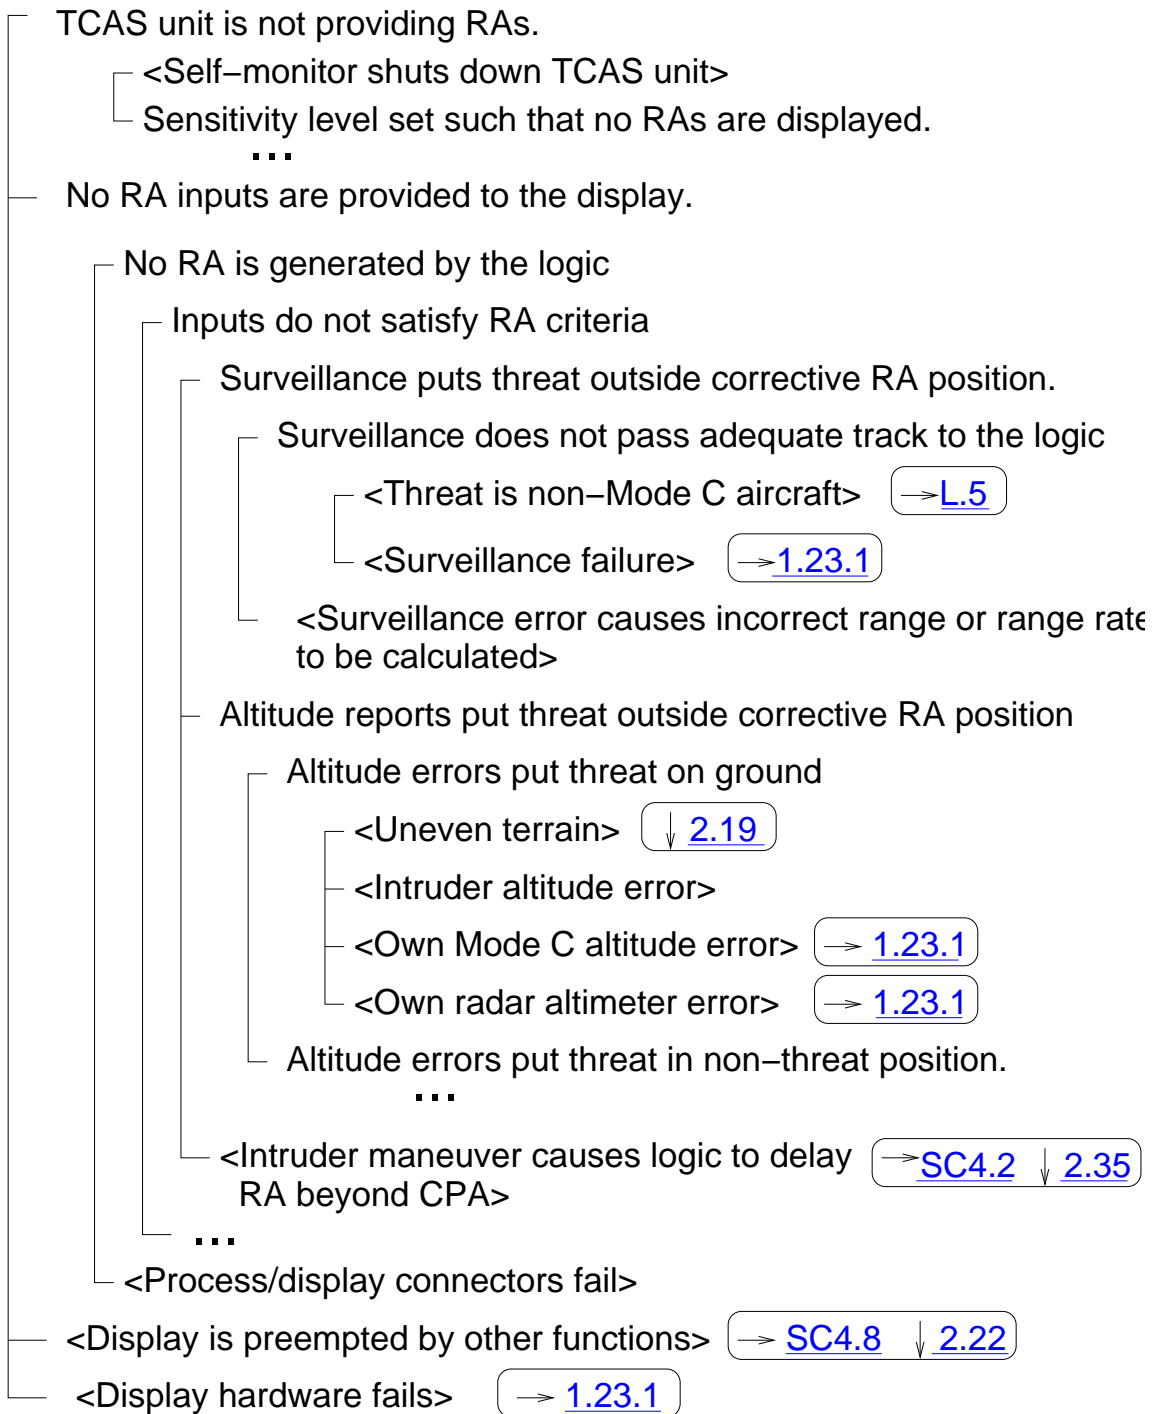 TCAS unit is not providing RAs.
<Self−monitor shuts down TCAS unit>
Sensitivity level set such that no RAs are displayed.
...
No RA inputs are provided to the display.
No RA is generated by the logic
Inputs do not satisfy RA criteria
Surveillance puts threat outside corrective RA position.
Surveillance does not pass adequate track to the logic
<Threat is non−Mode C aircraft> →L.5
<Surveillance failure> →1.23.1
<Surveillance error causes incorrect range or range rate
to be calculated>
Altitude reports put threat outside corrective RA position
Altitude errors put threat on ground
<Uneven terrain> ↓ 2.19
<Intruder altitude error>
<Own Mode C altitude error> → 1.23.1
<Own radar altimeter error> → 1.23.1
Altitude errors put threat in non−threat position.
...
<Intruder maneuver causes logic to delay →SC4.2 ↓ 2.35
RA beyond CPA>
...
<Process/display connectors fail>
<Display is preempted by other functions> → SC4.8 ↓ 2.22
<Display hardware fails> → 1.23.1